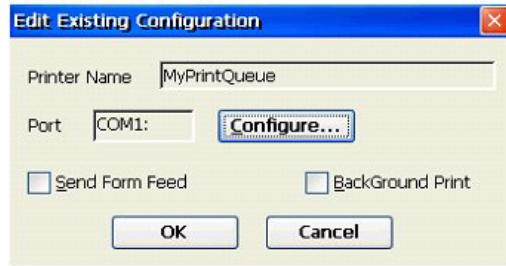 Edit Existing Configuration
Printer Name MyPrintQueue
Port COM1: Configure...
Send Form Feed BackGround Print
OK Cancel